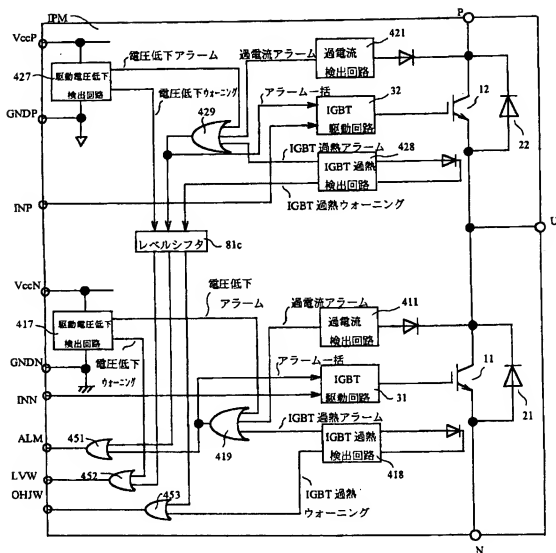 IPM
P
VccP
427
駆動電圧低下
検出回路
GNDP
電圧低下アラーム
電圧低下ウォーニング
過電流アラーム
過電流
検出回路
421
アラーム一括
429
32
IGBT
駆動回路
12
22
IGBT過熱アラーム
IGBT 過熱
検出回路
428
IGBT過熱ウォーニング
INP
レベルシフタ
81c
U
VccN
417
駆動電圧低下
検出回路
電圧低下
アラーム
電圧低下
ウォーニング
GNDN
過電流アラーム
過電流
検出回路
411
アラーム一括
IGBT
駆動回路
31
11
21
INN
IGBT過熱アラーム
IGBT 過熱
検出回路
418
419
IGBT 過熱
ウォーニング
ALM
451
LVW
452
OHJW
453
N